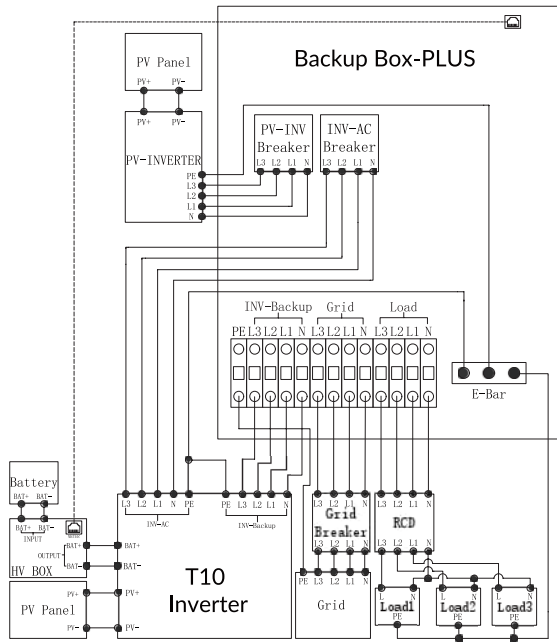 Backup Box-PLUS
PV Panel
PV+ PV-
PV+ PV-
PV-INVERTER
PE
L3
L2
L1
N
PV-INV
Breaker
L3 L2 L1 N
INV-AC
Breaker
L3 L2 L1 N
INV-Backup Grid Load
PE L3 L2 L1 N L3 L2 L1 N L3 L2 L1 N
E-Bar
Battery
BAT+ BAT-
BAT+ BAT-
INPUT
OUTPUT
BAT+
BAT-
HV BOX
PV Panel
PV+
PV-
L3 L2 L1 N PE
INV-AC
PE L3 L2 L1 N
INV-Backup
BAT+
BAT-
PV+
PV-
T10
Inverter
L3 L2 L1 N
Grid
Breaker
L3 L2 L1 N
PE L3 L2 L1 N
Grid
L3 L2 L1 N
RCD
L3 L2 L1 N
L N
Load1
PE
L N
Load2
PE
L N
Load3
PE